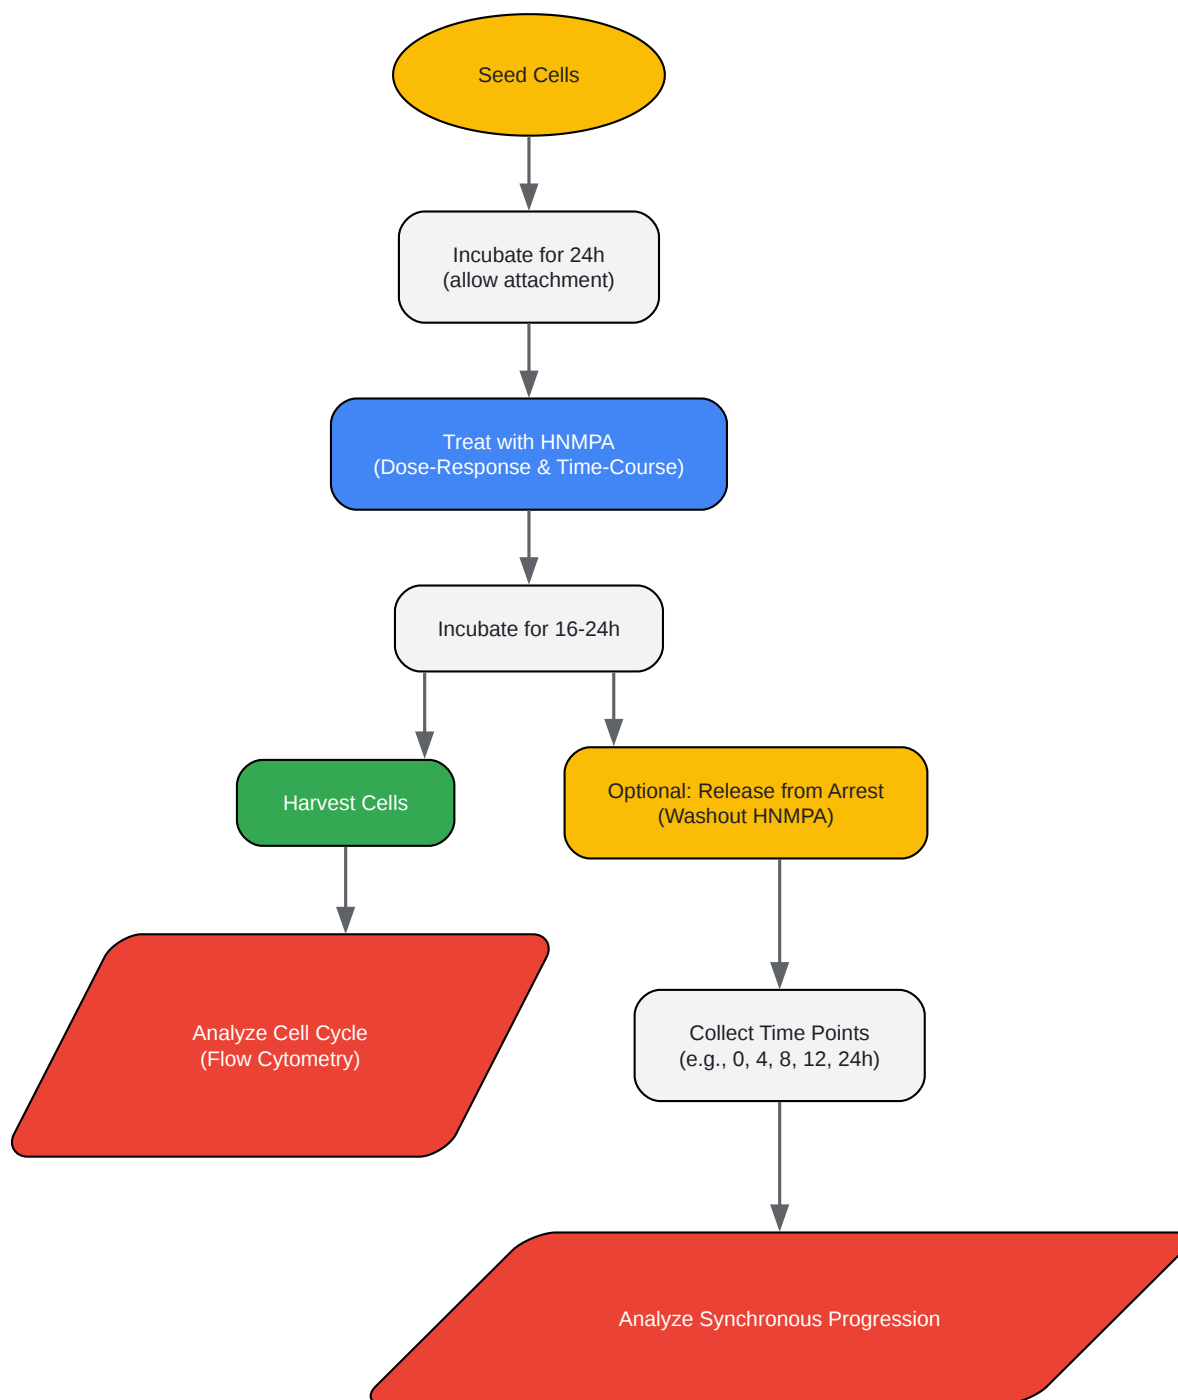 Seed Cells
Incubate for 24h
(allow attachment)
Treat with HNMPA
(Dose-Response & Time-Course)
Incubate for 16-24h
Harvest Cells
Optional: Release from Arrest
(Washout HNMPA)
Analyze Cell Cycle
(Flow Cytometry)
Collect Time Points
(e.g., 0, 4, 8, 12, 24h)
Analyze Synchronous Progression